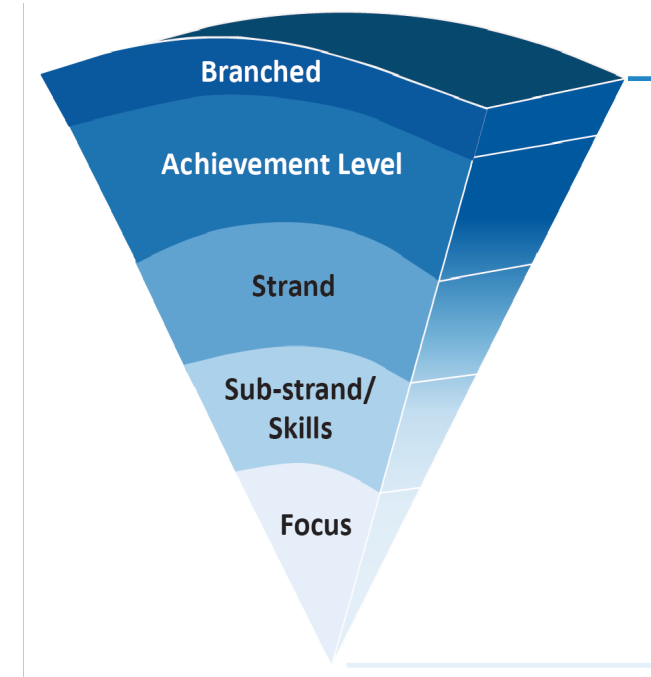 Branched
Achievement Level
Strand
Sub-strand/
Skills
Focus